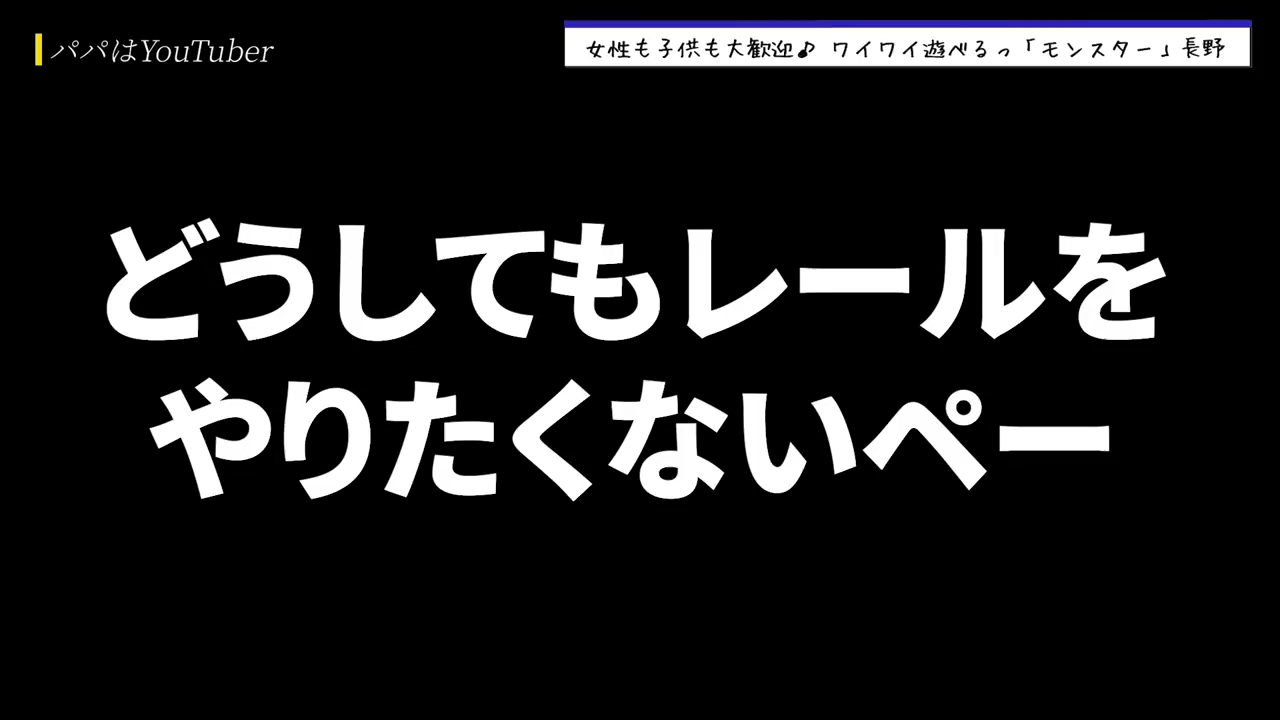 パパはYouTuber
女性も子供も大歓迎♪ ワイワイ遊べるっ「モンスター」長野
どうしてもレールを
やりたくないぺー